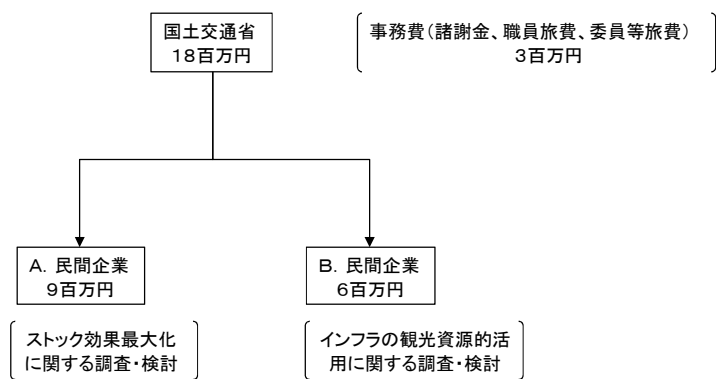 国土交通省
18百万円
事務費(諸謝金、職員旅費、委員等旅費)
3百万円
A. 民間企業
9百万円
B. 民間企業
6百万円
ストック効果最大化
に関する調査・検討
インフラの観光資源的活
用に関する調査・検討